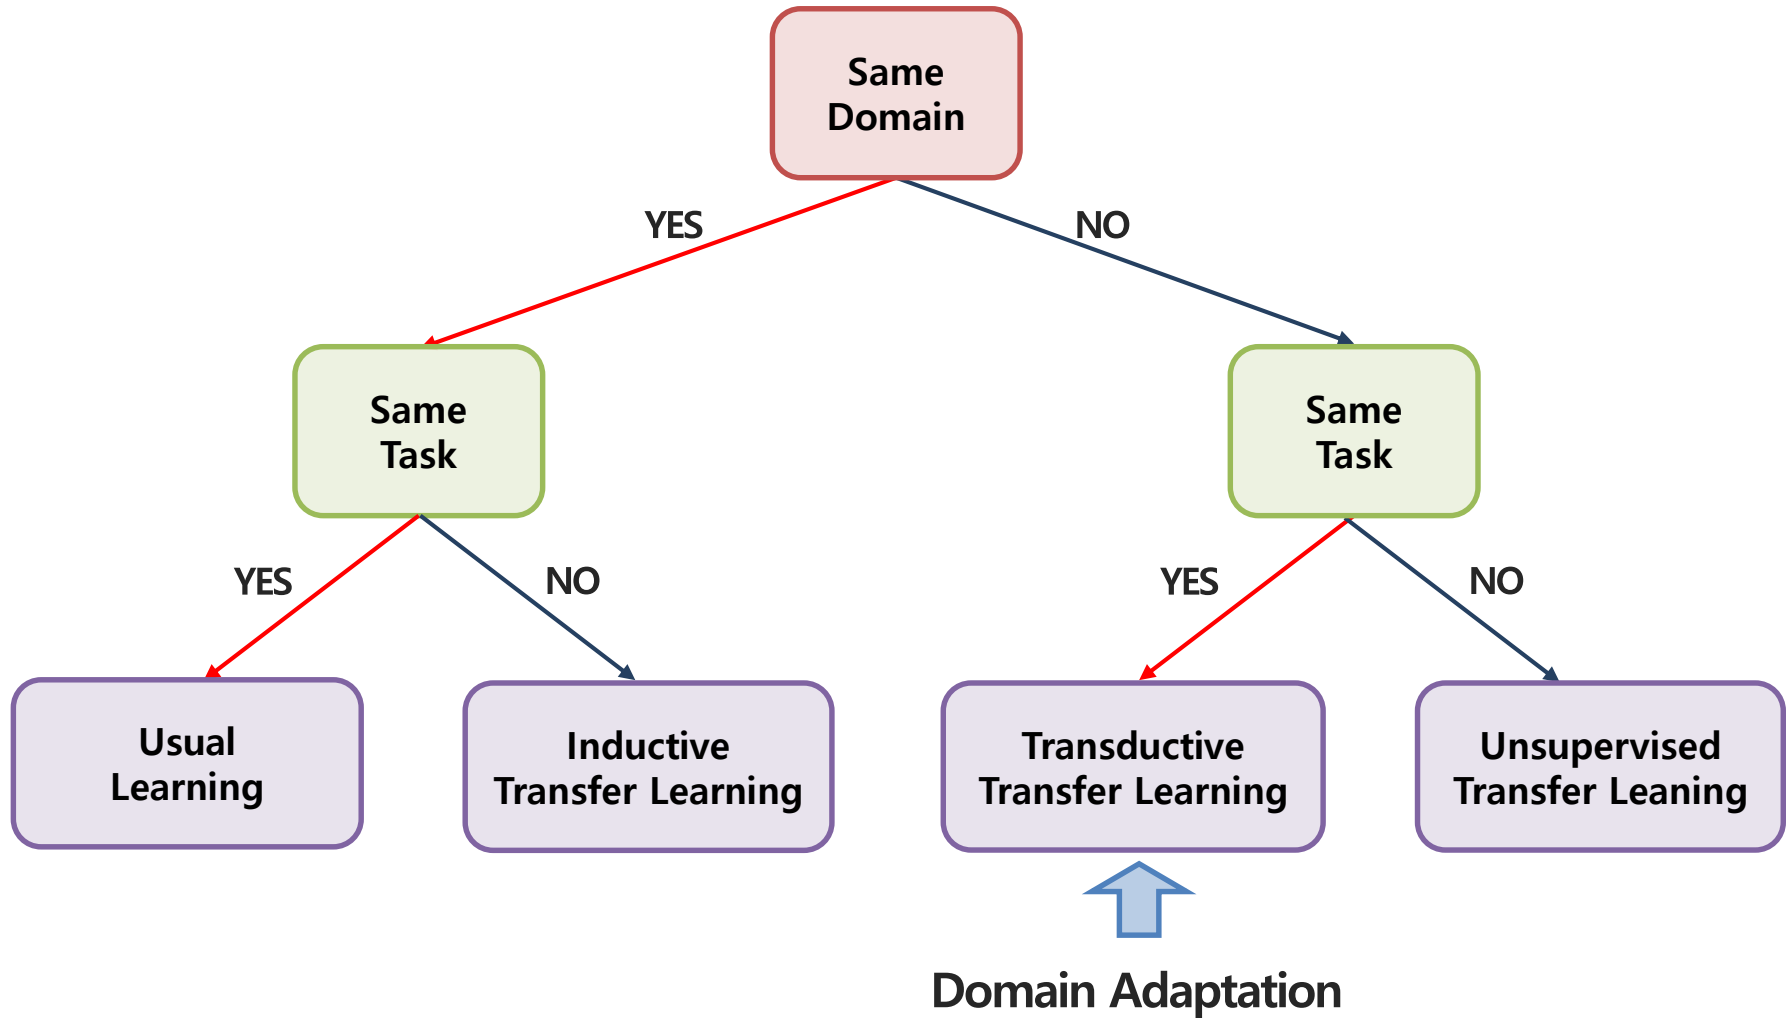 Same
Domain
YES
NO
Same
Task
Same
Task
YES
NO
YES
NO
Usual
Learning
Inductive
Transfer Learning
Transductive
Transfer Learning
Unsupervised
Transfer Leaning
Domain Adaptation